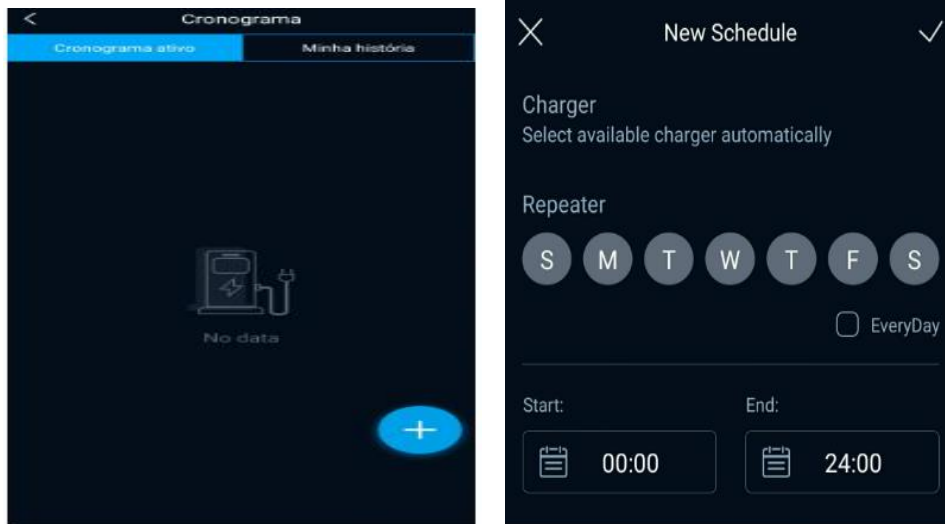 Cronograma
Cronograma ativo Minha história
No data
New Schedule
Charger
Select available charger automatically
Repeater
S M T W T F S
EveryDay
Start: End:
00:00 24:00